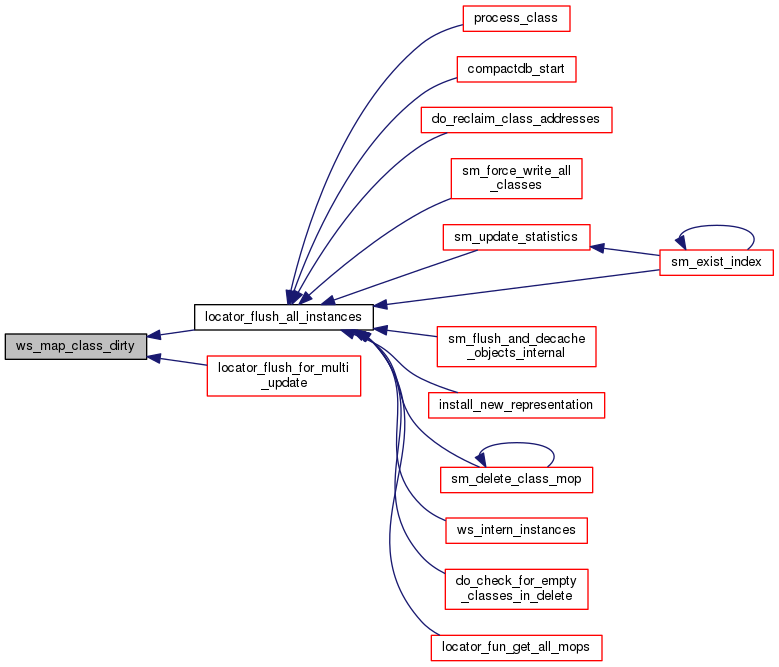 process_class
compactdb_start
do_reclaim_class_addresses
sm_force_write_all
_classes
sm_update_statistics
sm_exist_index
locator_flush_all_instances
ws_map_class_dirty
sm_flush_and_decache
_objects_internal
locator_flush_for_multi
_update
install_new_representation
sm_delete_class_mop
ws_intern_instances
do_check_for_empty
_classes_in_delete
locator_fun_get_all_mops